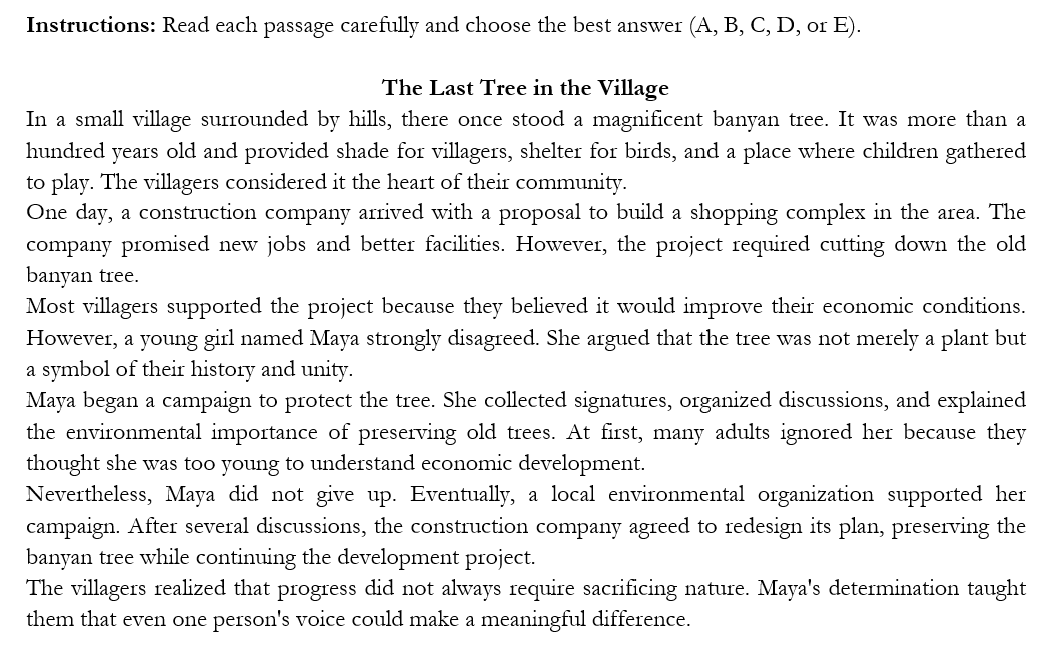 Instructions: Read each passage carefully and choose the best answer (A, B, C, D, or E).
The Last Tree in the Village
In a small village surrounded by hills, there once stood a magnificent banyan tree. It was more than a
hundred years old and provided shade for villagers, shelter for birds, and a place where children gathered
to play. The villagers considered it the heart of their community.
One day, a construction company arrived with a proposal to build a shopping complex in the area. The
company promised new jobs and better facilities. However, the project required cutting down the old
banyan tree.
Most villagers supported the project because they believed it would improve their economic conditions.
However, a young girl named Maya strongly disagreed. She argued that the tree was not merely a plant but
a symbol of their history and unity.
Maya began a campaign to protect the tree. She collected signatures, organized discussions, and explained
the environmental importance of preserving old trees. At first, many adults ignored her because they
thought she was too young to understand economic development.
Nevertheless, Maya did not give up. Eventually, a local environmental organization supported her
campaign. After several discussions, the construction company agreed to redesign its plan, preserving the
banyan tree while continuing the development project.
The villagers realized that progress did not always require sacrificing nature. Maya's determination taught
them that even one person's voice could make a meaningful difference.